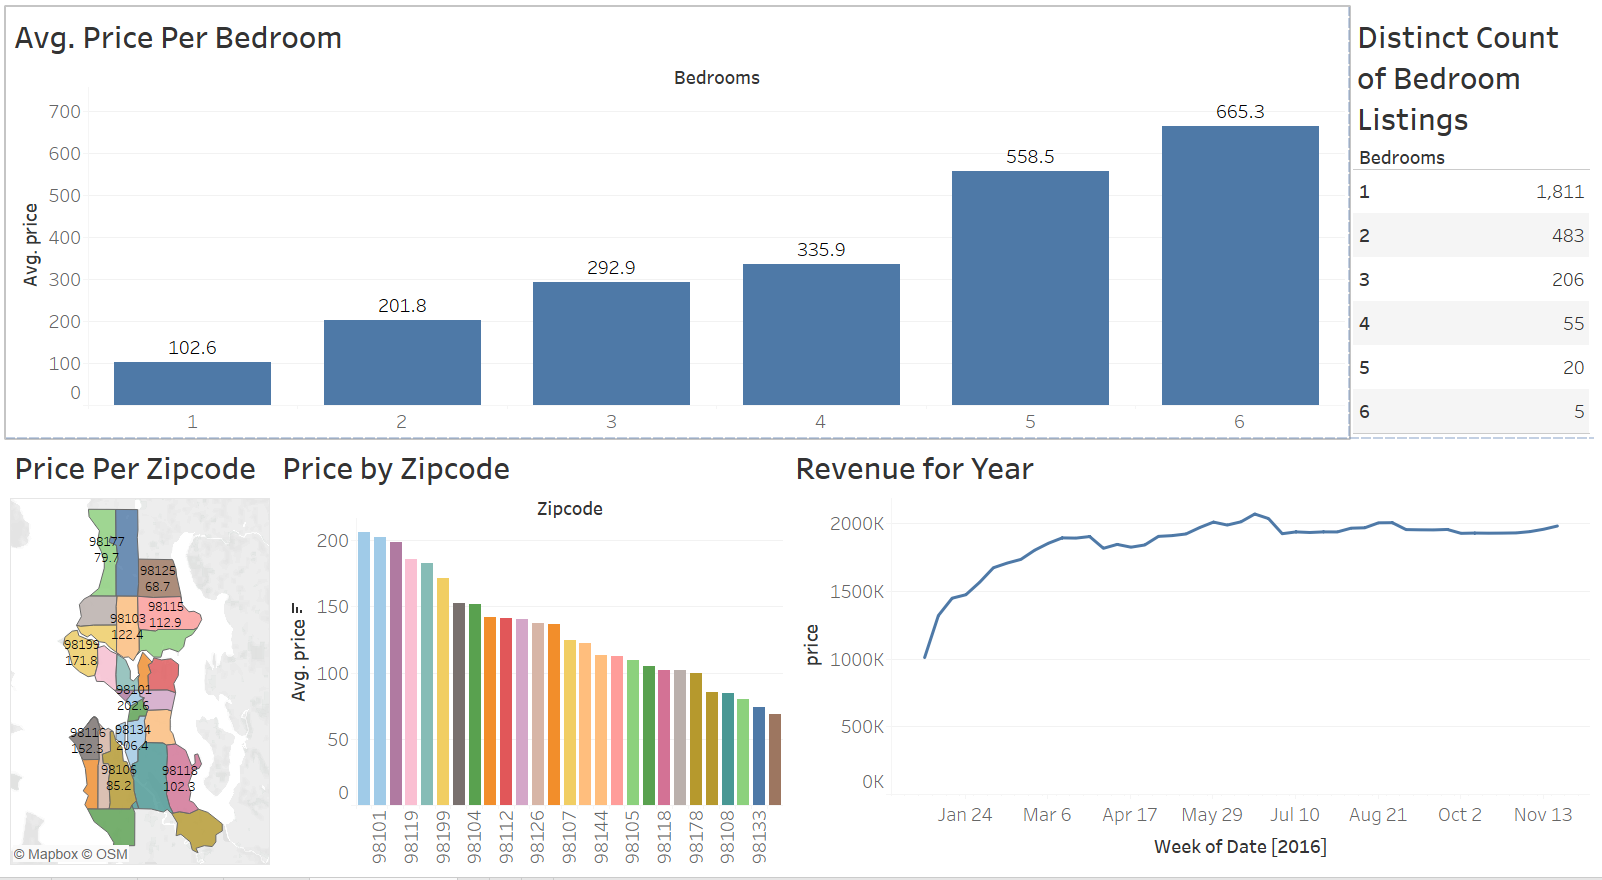 Avg. Price Per Bedroom
Bedrooms
Avg. price
700
600
500
400
300
200
100
0
102.6
201.8
292.9
335.9
558.5
665.3
1
2
3
4
5
6
Distinct Count
of Bedroom
Listings
Bedrooms
1 1,811
2 483
3 206
4 55
5 20
6 5
Price Per Zipcode
98177
79.7
98125
68.7
98115
112.9
98103
122.4
98199
171.8
98101
202.6
98116
152.3
98134
206.4
98106
85.2
98118
102.3
© Mapbox © OSM
Price by Zipcode
Zipcode
Avg. price
200
150
100
50
0
98101
98119
98199
98104
98112
98126
98107
98144
98105
98118
98178
98108
98133
Revenue for Year
price
2000K
1500K
1000K
500K
0K
Jan 24
Mar 6
Apr 17
May 29
Jul 10
Aug 21
Oct 2
Nov 13
Week of Date [2016]